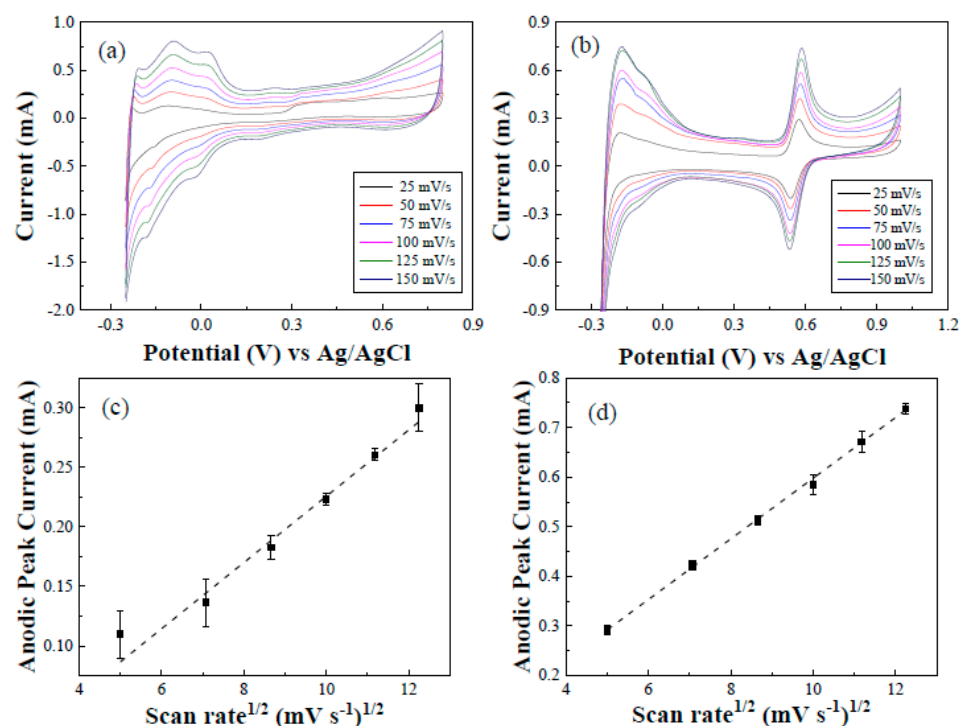 (a)
1.0
0.5
0.0
-0.5
-1.0
-1.5
-2.0
Current (mA)
25 mV/s
50 mV/s
75 mV/s
100 mV/s
125 mV/s
150 mV/s
-0.3
0.0
0.3
0.6
0.9
Potential (V) vs Ag/AgCl
(b)
0.9
0.6
0.3
0.0
-0.3
-0.6
-0.9
Current (mA)
25 mV/s
50 mV/s
75 mV/s
100 mV/s
125 mV/s
150 mV/s
-0.3
0.0
0.3
0.6
0.9
1.2
Potential (V) vs Ag/AgCl
(c)
0.30
0.25
0.20
0.15
0.10
Anodic Peak Current (mA)
4
6
8
10
12
Scan rate^1/2 (mV s^-1)^1/2
(d)
0.8
0.7
0.6
0.5
0.4
0.3
0.2
Anodic Peak Current (mA)
4
6
8
10
12
Scan rate^1/2 (mV s^-1)^1/2